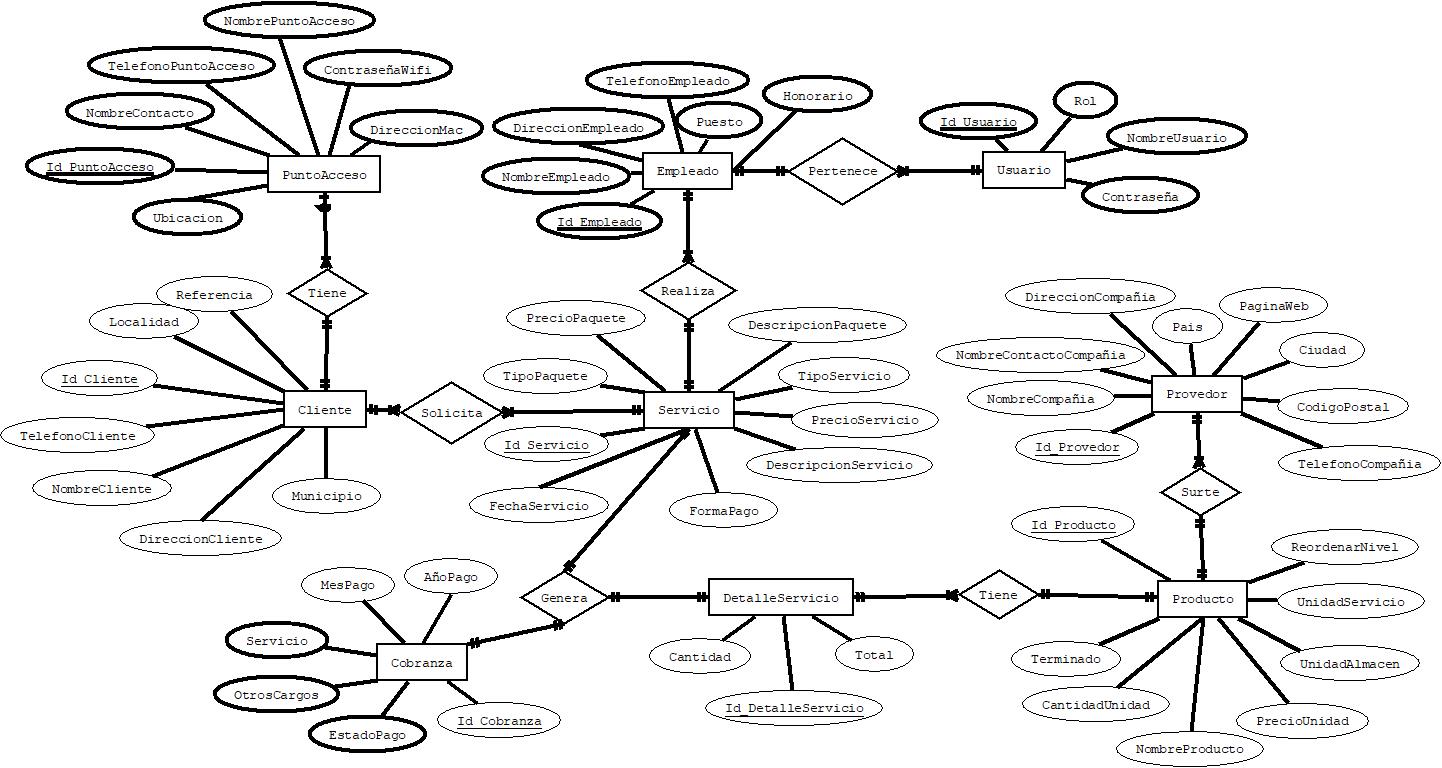 NombrePuntoAcceso
TelefonoPuntoAcceso
ContraseñaWifi
NombreContacto
DireccionMac
Id_PuntoAcceso
PuntoAcceso
Ubicacion
TelefonoEmpleado
Honorario
DireccionEmpleado
Puesto
NombreEmpleado
Empleado
Id_Empleado
Pertenece
Id_Usuario
Rol
NombreUsuario
Usuario
Contraseña
Tiene
Realiza
Referencia
Localidad
Id_Cliente
Cliente
TelefonoCliente
NombreCliente
Municipio
DireccionCliente
Solicita
PrecioPaquete
DescripcionPaquete
TipoPaquete
TipoServicio
Servicio
PrecioServicio
Id_Servicio
DescripcionServicio
FechaServicio
FormaPago
DireccionCompañia
PaginaWeb
Pais
NombreContactoCompañia
Ciudad
NombreCompañia
Provedor
CodigoPostal
Id_Provedor
TelefonoCompañia
Surte
Id_Producto
ReordenarNivel
Producto
UnidadServicio
Terminado
UnidadAlmacen
CantidadUnidad
PrecioUnidad
NombreProducto
Tiene
DetalleServicio
Cantidad
Total
Id_DetalleServicio
Genera
MesPago
AñoPago
Servicio
Cobranza
OtrosCargos
EstadoPago
Id_Cobranza